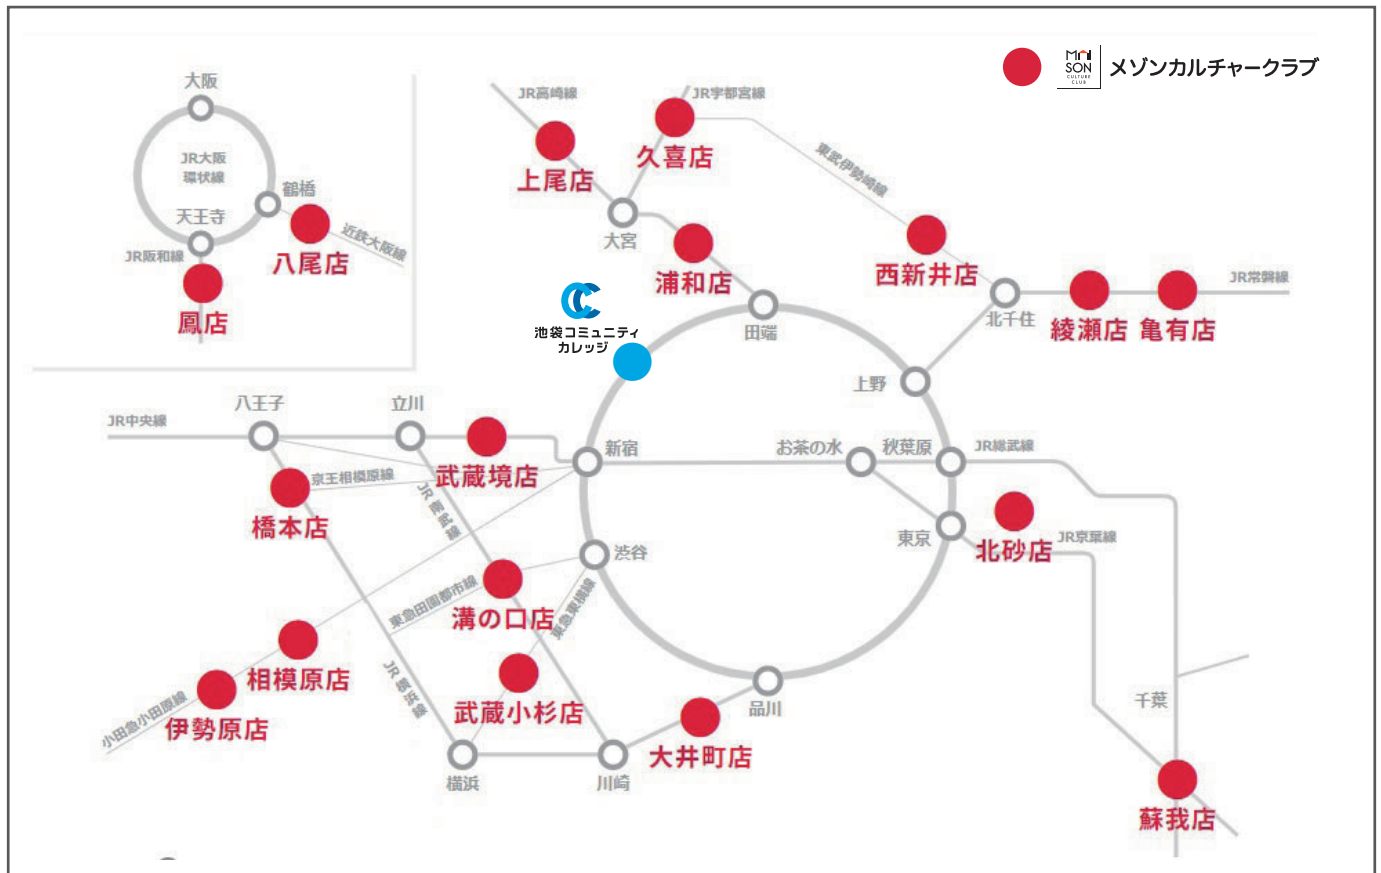 MAISON
CULTURE
CLUB
メゾンカルチャークラブ
大阪
JR大阪
環状線
鶴橋
天王寺
JR阪和線
近鉄大阪線
八尾店
鳳店
JR高崎線
JR宇都宮線
上尾店
久喜店
東武伊勢崎線
大宮
浦和店
西新井店
JR常磐線
北千住
綾瀬店
亀有店
池袋コミュニティ
カレッジ
田端
上野
八王子
立川
JR中央線
武蔵境店
新宿
お茶の水
秋葉原
JR総武線
京王相模原線
橋本店
JR南武線
東京
北砂店
JR京葉線
渋谷
東急田園都市線
溝の口店
東急東横線
相模原店
JR横浜線
伊勢原店
小田急小田原線
武蔵小杉店
品川
大井町店
千葉
横浜
川崎
蘇我店